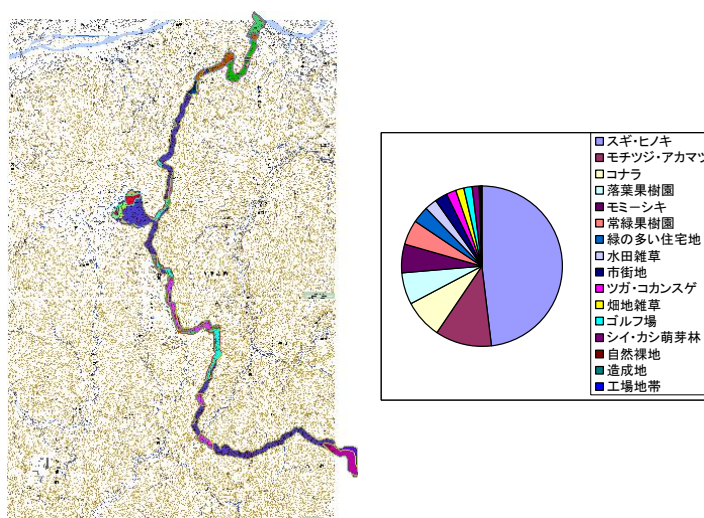 スギ・ヒノキ
モチツジ・アカマツ
コナラ
落葉果樹園
モミーシキ
常緑果樹園
緑の多い住宅地
水田雑草
市街地
ツガ・コカンスゲ
畑地雑草
ゴルフ場
シイ・カシ萌芽林
自然裸地
造成地
工場地帯